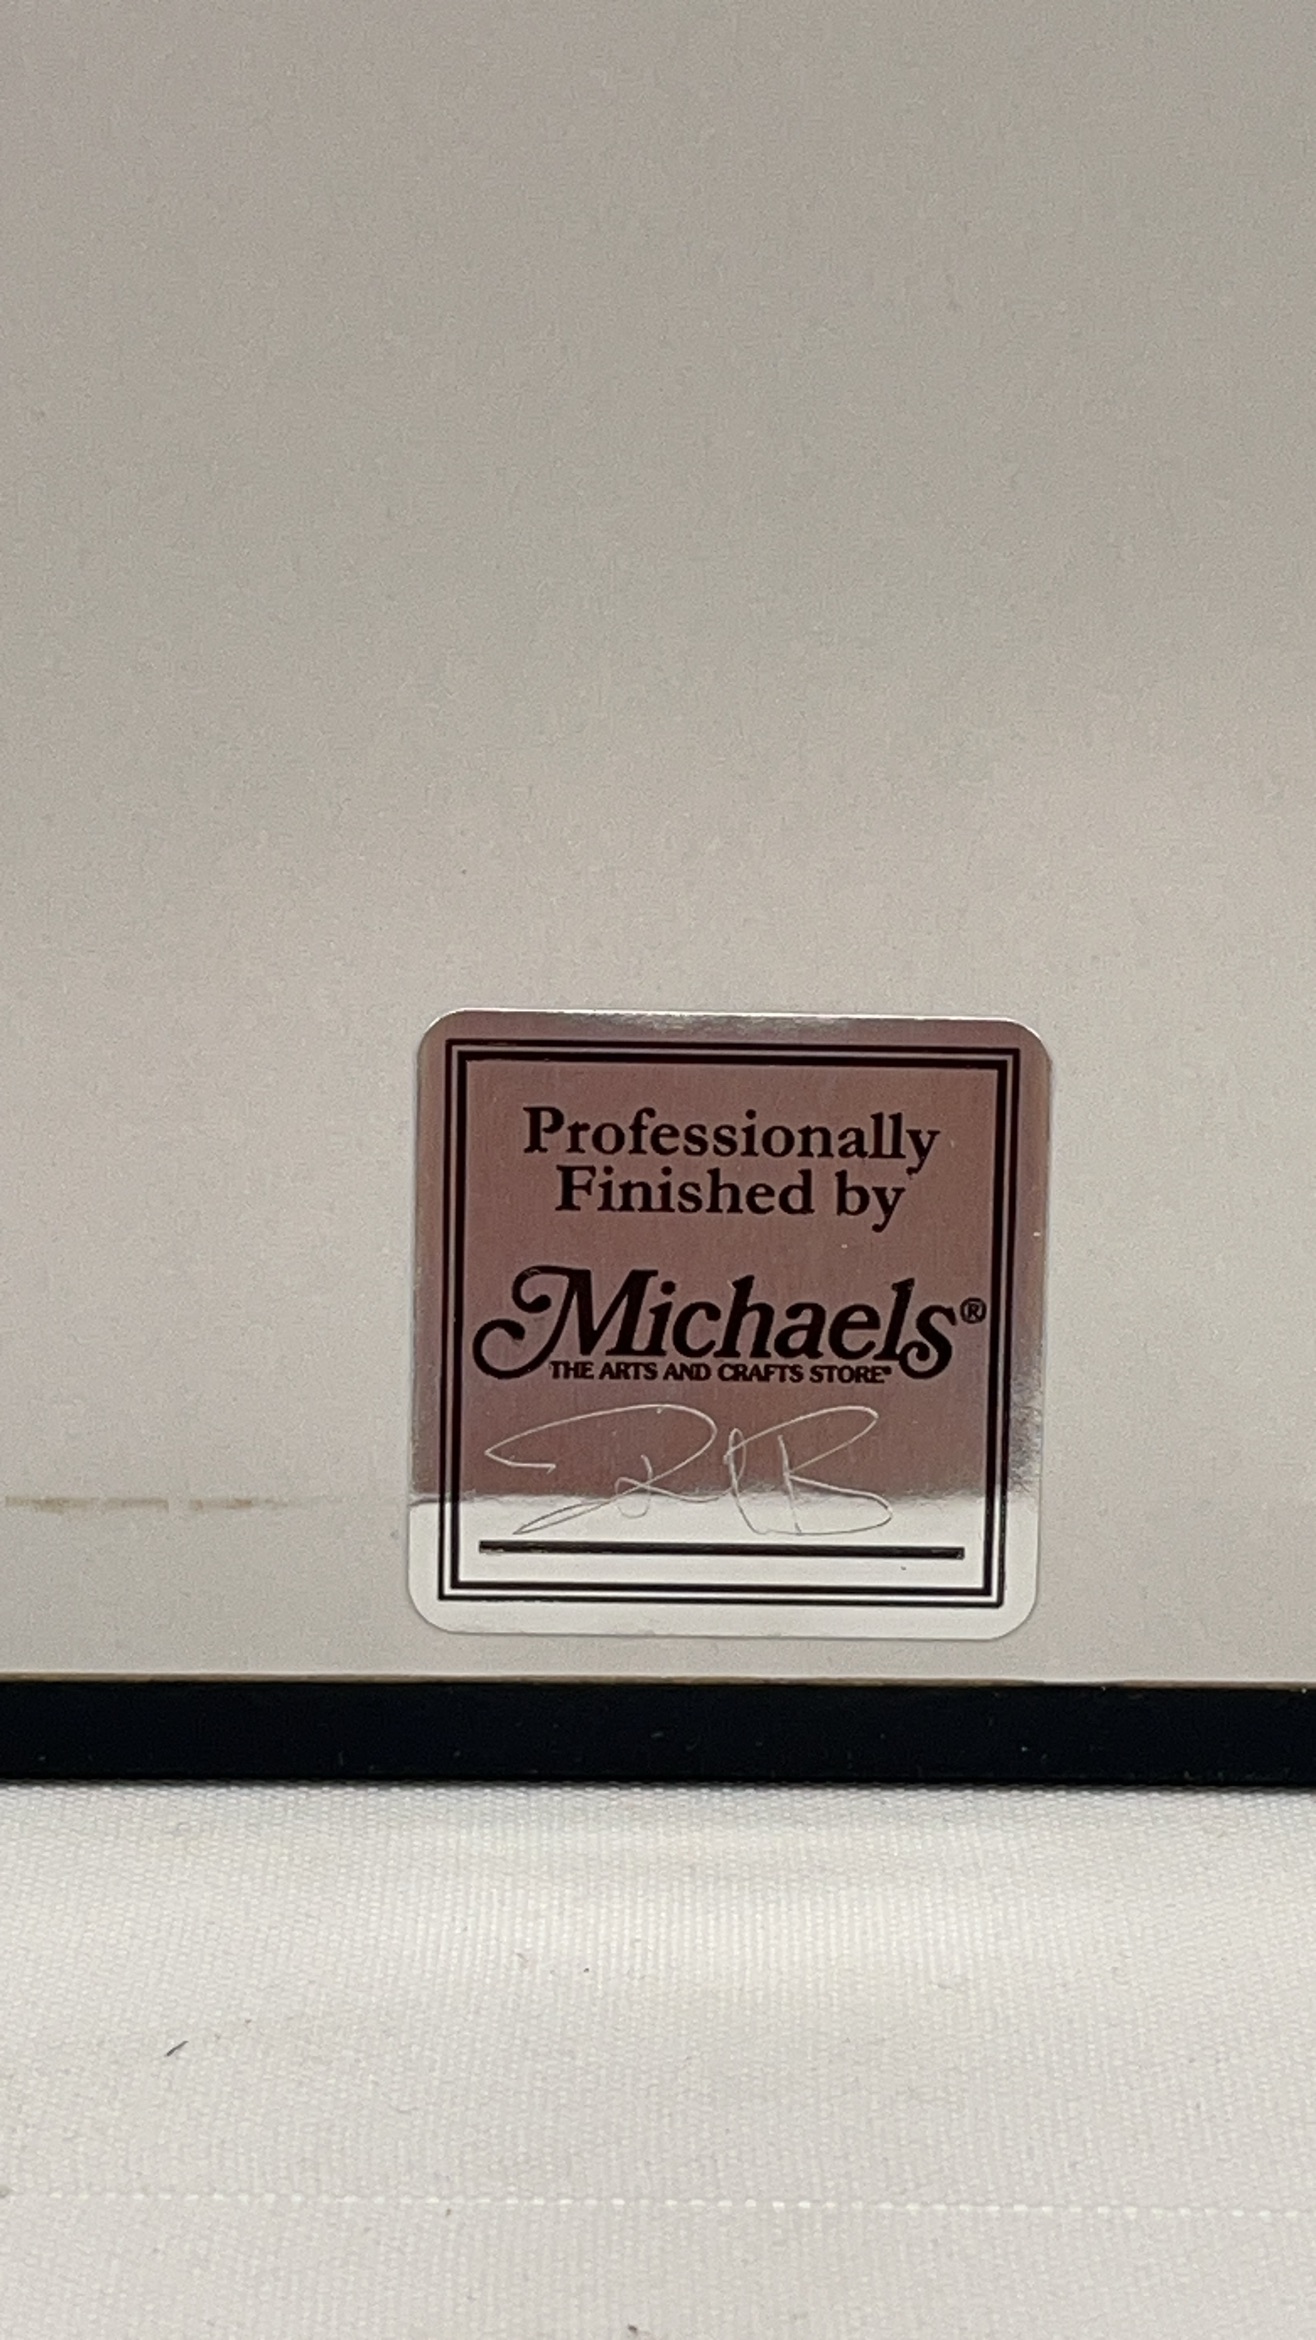 Professionally
Finished by
Michaels®
THE ARTS AND CRAFTS STORE®